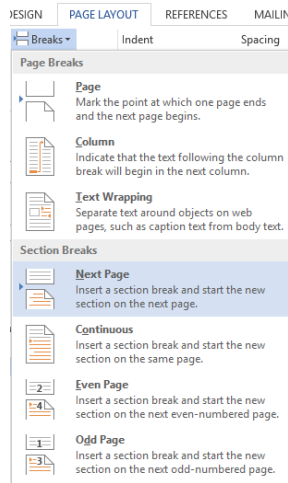 DESIGN PAGE LAYOUT REFERENCES MAILIN
Breaks Indent Spacing
Page Breaks
Page
Mark the point at which one page ends
and the next page begins.
Column
Indicate that the text following the column
break will begin in the next column.
Text Wrapping
Separate text around objects on web
pages, such as caption text from body text.
Section Breaks
Next Page
Insert a section break and start the new
section on the next page.
Continuous
Insert a section break and start the new
section on the same page.
2
4
Even Page
Insert a section break and start the new
section on the next even-numbered page.
1
3
Odd Page
Insert a section break and start the new
section on the next odd-numbered page.